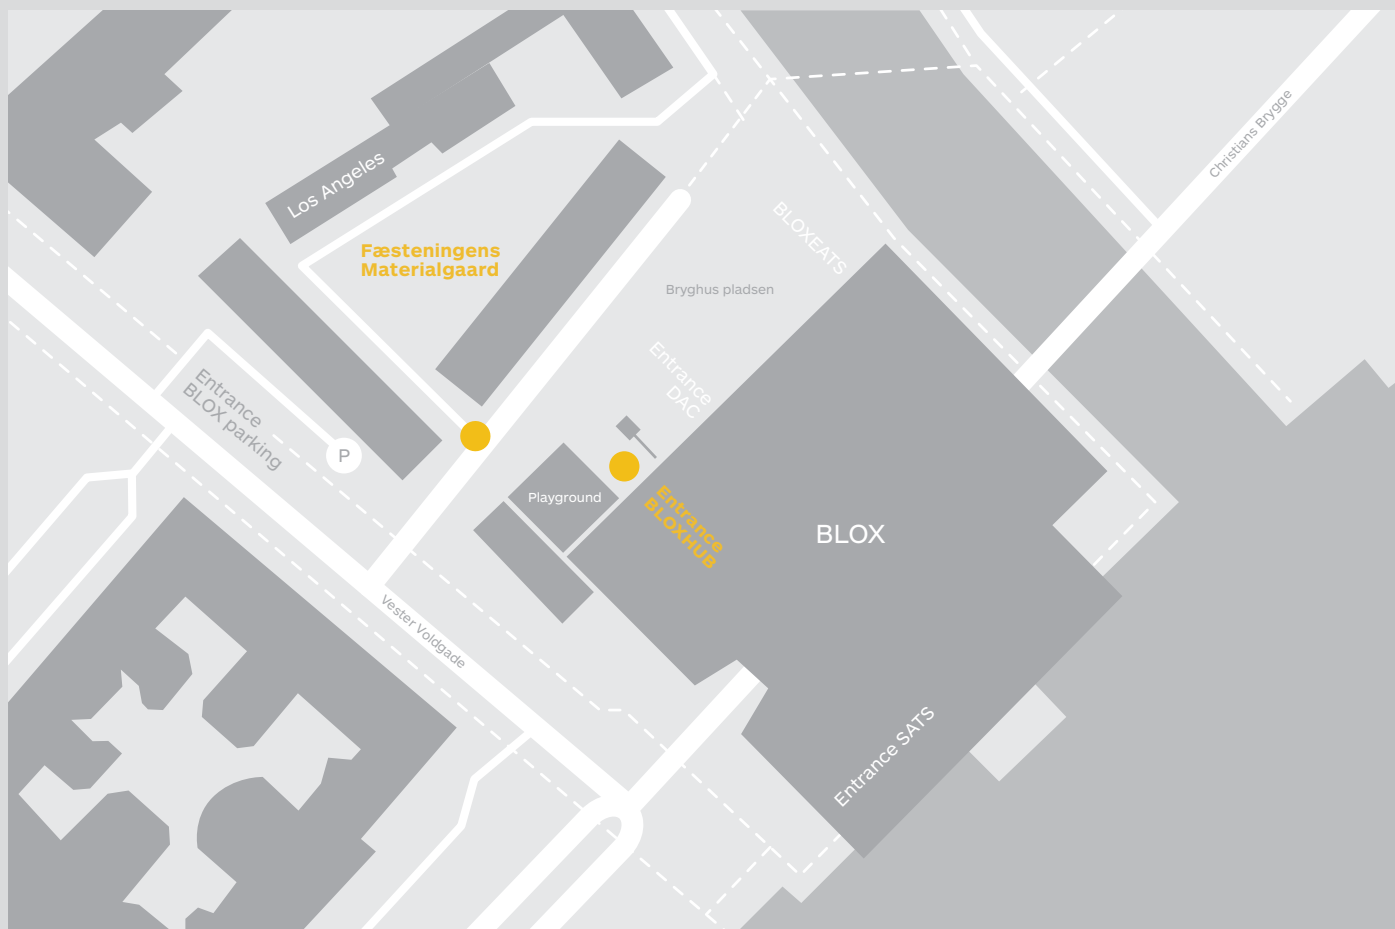 Christians Brygge
Los Angeles
BLOXEATS
Fæsteningens
Materialgaard
Bryghus pladsen
Entrance
DAC
Entrance
BLOX parking
P
Playground
Entrance
BLOXHUB
BLOX
Vester Voldgade
Entrance SATS